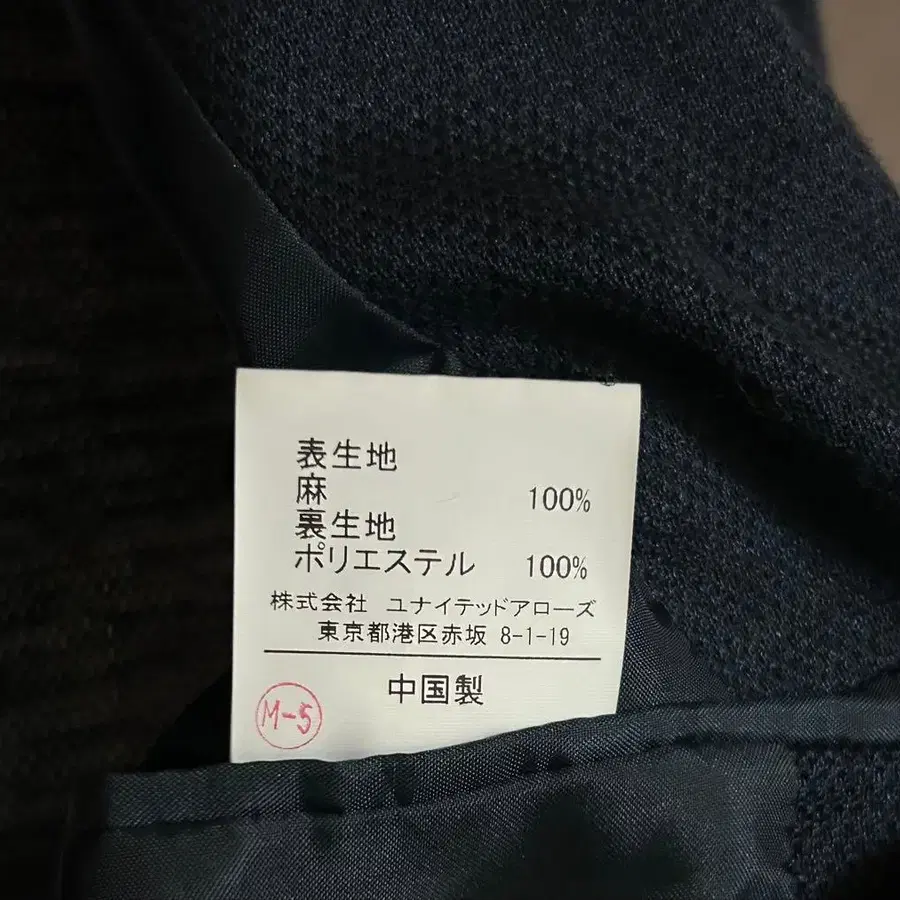 表生地
麻 100%
裏生地
ポリエステル 100%
株式会社 ユナイテッドアローズ
東京都港区赤坂 8-1-19
中国製
M-5